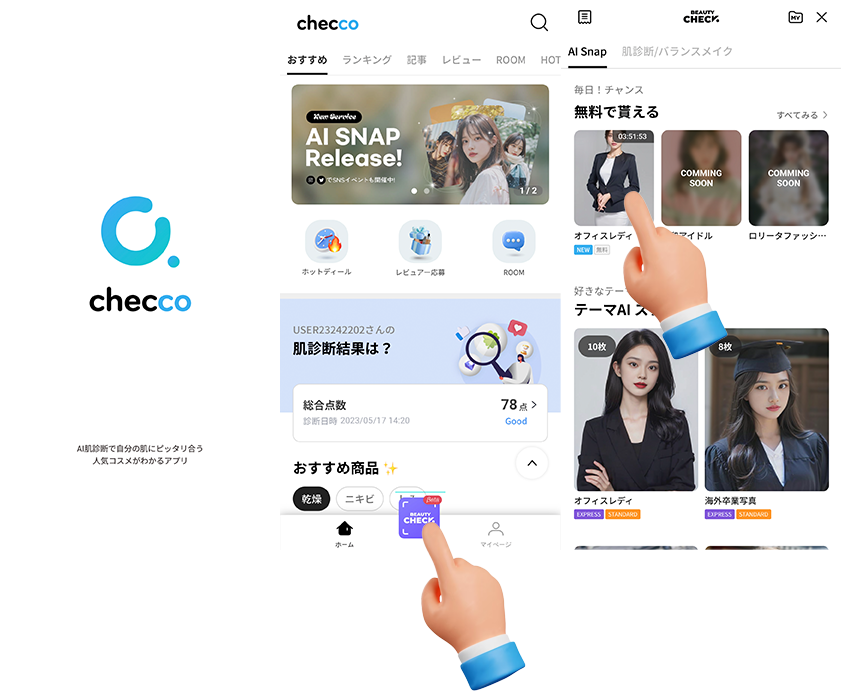 checco
AI肌診断で自分の肌にピッタリ合う
人気コスメがわかるアプリ
checco
おすすめ ランキング 記事 レビュー ROOM HOT
New Service
AI SNAP
Release!
でSNSイベントも開催中!
1 / 2
ホットディール レビュアー応募 ROOM
USER23242202さんの
肌診断結果は？
総合点数 78点
診断日時 2023/05/17 14:20 Good
おすすめ商品
乾燥 ニキビ
Beta
BEAUTY
CHECK
ホーム マイページ
BEAUTY
CHECK
MY
AI Snap 肌診断/バランスメイク
毎日！チャンス
無料で貰える すべてみる
03:51:53
COMMING
SOON
COMMING
SOON
オフィスレディ アイドル ロリータファッシ…
NEW 無料
好きなテー
テーマAI ス
10枚 8枚
オフィスレディ 海外卒業写真
EXPRESS STANDARD EXPRESS STANDARD